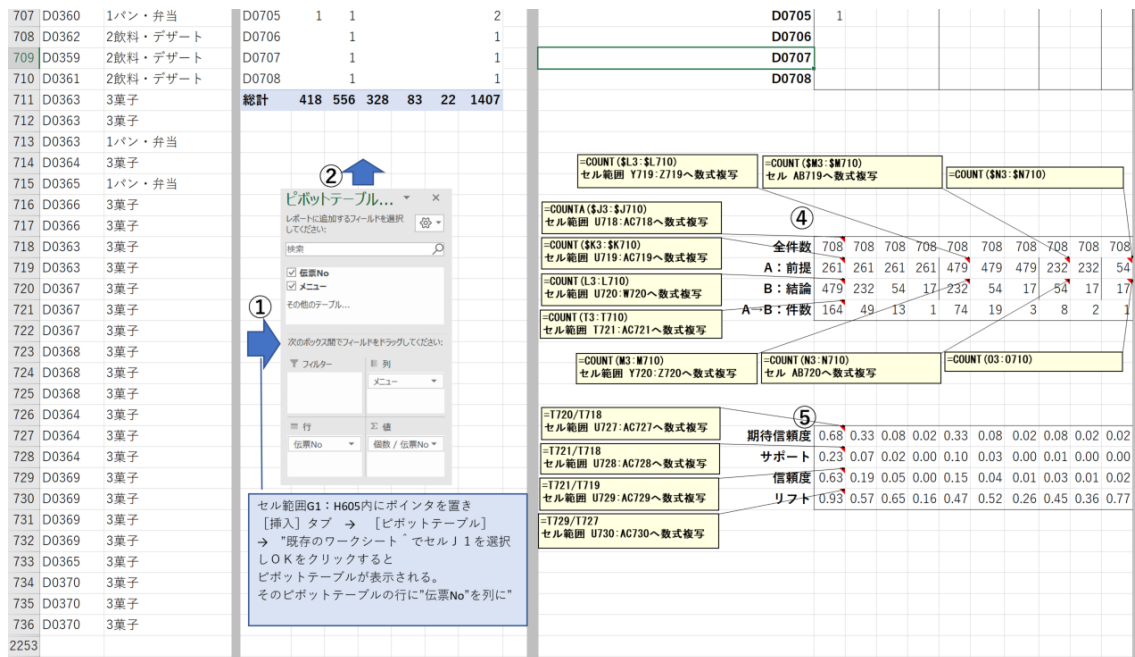 707 D0360 1パン・弁当 D0705 1 1 2 D0705 1
708 D0362 2飲料・デザート D0706 1 1 D0706
709 D0359 2飲料・デザート D0707 1 1 D0707
710 D0361 2飲料・デザート D0708 1 1 D0708
711 D0363 3菓子 総計 418 556 328 83 22 1407
712 D0363 3菓子
713 D0363 1パン・弁当
714 D0364 3菓子
715 D0365 1パン・弁当
716 D0366 3菓子
717 D0366 3菓子
718 D0363 3菓子
719 D0363 3菓子
720 D0367 3菓子
721 D0367 3菓子
722 D0367 3菓子
723 D0368 3菓子
724 D0368 3菓子
725 D0368 3菓子
726 D0364 3菓子
727 D0364 3菓子
728 D0364 3菓子
729 D0369 3菓子
730 D0369 3菓子
731 D0369 3菓子
732 D0369 3菓子
733 D0365 3菓子
734 D0370 3菓子
735 D0370 3菓子
736 D0370 3菓子
2253
②
ピボットテーブル...
レポートに追加するフィールドを選択
してください:
検索
伝票No
メニュー
その他のテーブル...
①
次のボックス間でフィールドをドラッグしてください:
フィルター 列
メニュー
行 Σ 値
伝票No 個数 / 伝票No
セル範囲G1：H605内にポインタを置き
［挿入］タブ → ［ピボットテーブル］
→ ”既存のワークシート＾でセルＪ１を選択
しＯＫをクリックすると
ピボットテーブルが表示される。
そのピボットテーブルの行に”伝票No”を列に”
=COUNT($L3:$L710)
セル範囲 Y719:Z719へ数式複写
=COUNT($M3:$M710)
セル AB719へ数式複写
=COUNT($N3:$N710)
=COUNTA($J3:$J710)
セル範囲 U718:AC718へ数式複写
④
=COUNT($K3:$K710)
セル範囲 U719:AC719へ数式複写
=COUNT(L3:L710)
セル範囲 U720:W720へ数式複写
=COUNT(T3:T710)
セル範囲 T721:AC721へ数式複写
全件数 708 708 708 708 708 708 708 708 708 708
A：前提 261 261 261 261 479 479 479 232 232 54
B：結論 479 232 54 17 232 54 17 54 17 17
A→B：件数 164 49 13 1 74 19 3 8 2 1
=COUNT(M3:M710)
セル範囲 Y720:Z720へ数式複写
=COUNT(N3:N710)
セル AB720へ数式複写
=COUNT(O3:O710)
=T720/T718
セル範囲 U727:AC727へ数式複写
⑤
=T721/T718
セル範囲 U728:AC728へ数式複写
=T721/T719
セル範囲 U729:AC729へ数式複写
=T729/T727
セル範囲 U730:AC730へ数式複写
期待信頼度 0.68 0.33 0.08 0.02 0.33 0.08 0.02 0.08 0.02 0.02
サポート 0.23 0.07 0.02 0.00 0.10 0.03 0.00 0.01 0.00 0.00
信頼度 0.63 0.19 0.05 0.00 0.15 0.04 0.01 0.03 0.01 0.02
リフト 0.93 0.57 0.65 0.16 0.47 0.52 0.26 0.45 0.36 0.77